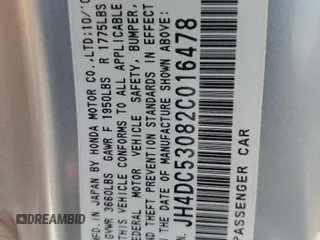 MFD. IN JAPAN BY HONDA MOTOR CO., LTD:10/
GVWR 3660LBS GAWR F 1950LBS R 1775LBS
THIS VEHICLE CONFORMS TO ALL APPLICABLE
FEDERAL MOTOR VEHICLE SAFETY, BUMPER,
AND THEFT PREVENTION STANDARDS IN EFFECT
ON THE DATE OF MANUFACTURE SHOWN ABOVE.
JH4DC53082C016478
PASSENGER CAR
DREAMBID